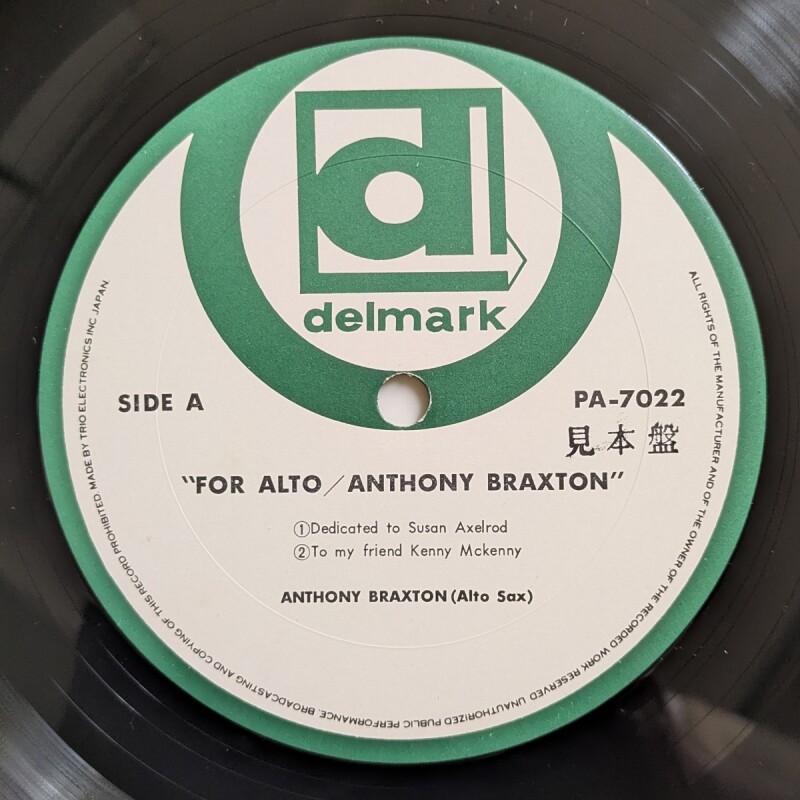 delmark
SIDE A
PA-7022
見本盤
"FOR ALTO/ANTHONY BRAXTON"
①Dedicated to Susan Axelrod
②To my friend Kenny Mckenny
ANTHONY BRAXTON (Alto Sax)
ALL RIGHTS OF THE MANUFACTURER AND OF THE OWNER OF THE RECORDED WORK RESERVED. UNAUTHORIZED PUBLIC PERFORMANCE, BROADCASTING AND COPYING OF THIS RECORD PROHIBITED. MADE BY TRIO ELECTRONICS INC JAPAN